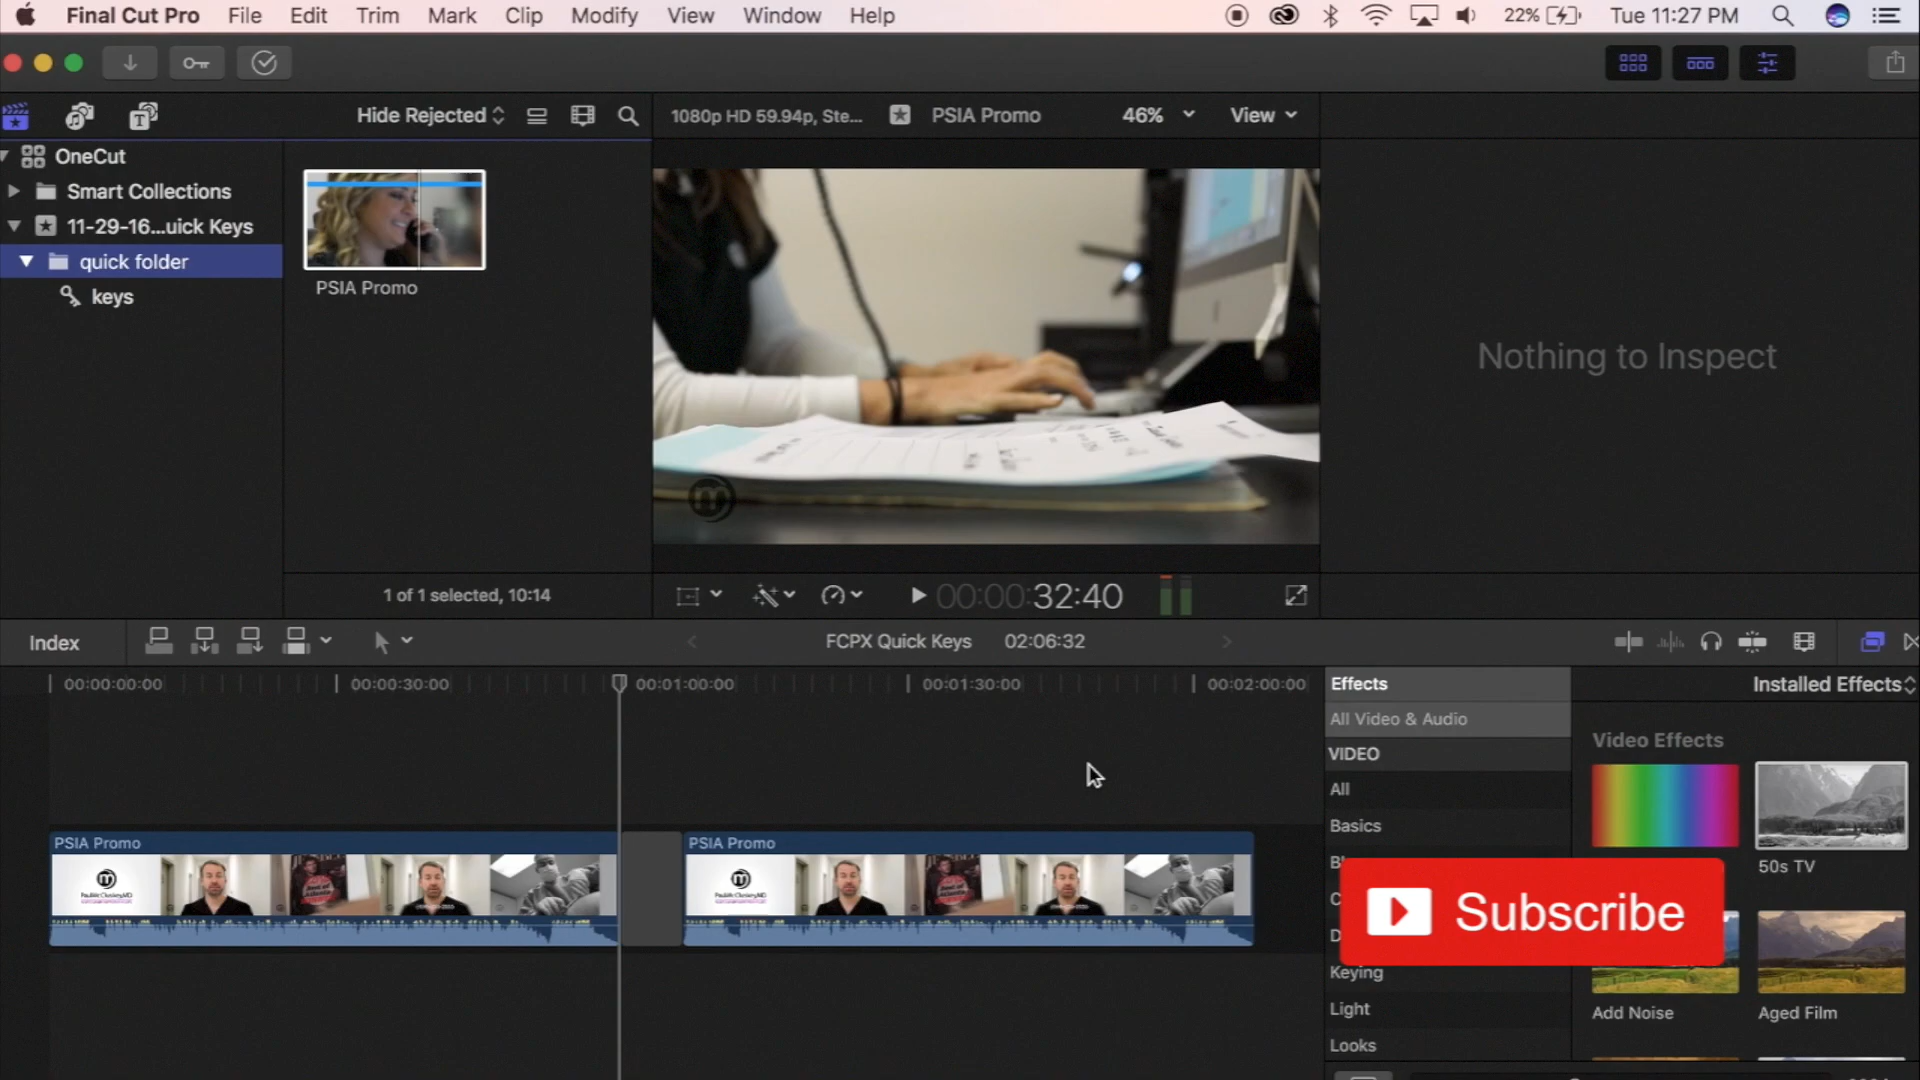 Final Cut Pro File Edit Trim Mark Clip Modify View Window Help 22% Tue 11:27 PM
Hide Rejected 1080p HD 59.94p, Ste... PSIA Promo 46% View
OneCut
Smart Collections
11-29-16...uick Keys
quick folder
keys
PSIA Promo
Nothing to Inspect
1 of 1 selected, 10:14
00:00:32:40
Index FCPX Quick Keys 02:06:32
00:00:00:00 00:00:30:00 00:01:00:00 00:01:30:00 00:02:00:00
Effects Installed Effects
All Video & Audio
VIDEO
Video Effects
All
Basics
PSIA Promo PSIA Promo
50s TV
Subscribe
Keying
Light
Add Noise Aged Film
Looks